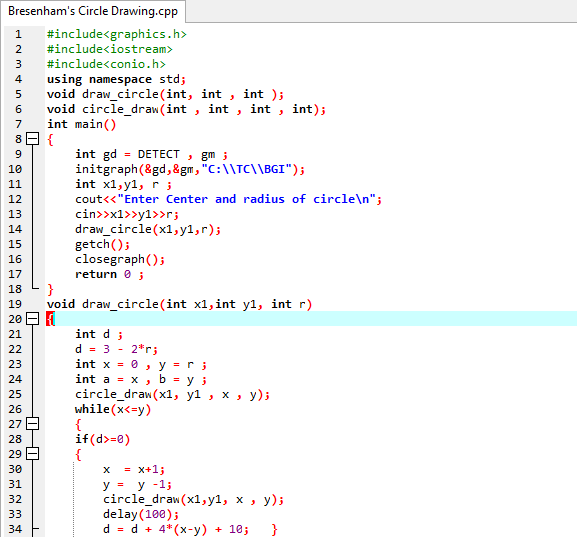 Bresenham's Circle Drawing.cpp
1 #include<graphics.h>
2 #include<iostream>
3 #include<conio.h>
4 using namespace std;
5 void draw_circle(int, int , int );
6 void circle_draw(int , int , int , int);
7 int main()
8 {
9 int gd = DETECT , gm ;
10 initgraph(&gd,&gm,"C:\\TC\\BGI");
11 int x1,y1, r ;
12 cout<<"Enter Center and radius of circle\n";
13 cin>>x1>>y1>>r;
14 draw_circle(x1,y1,r);
15 getch();
16 closegraph();
17 return 0 ;
18 }
19 void draw_circle(int x1,int y1, int r)
20 {
21 int d ;
22 d = 3 - 2*r;
23 int x = 0 , y = r ;
24 int a = x , b = y ;
25 circle_draw(x1, y1 , x , y);
26 while(x<=y)
27 {
28 if(d>=0)
29 {
30 x  = x+1;
31 y =  y -1;
32 circle_draw(x1,y1, x , y);
33 delay(100);
34 d = d + 4*(x-y) + 10;   }